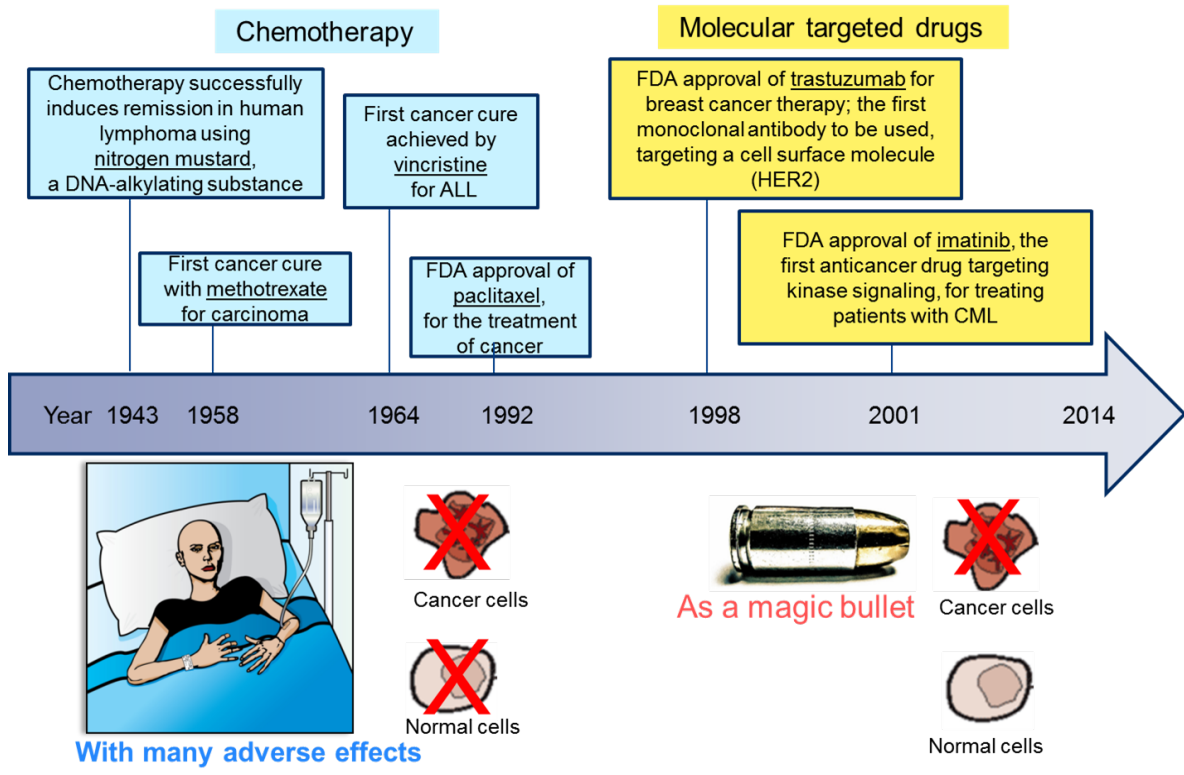 Chemotherapy
Molecular targeted drugs
Chemotherapy successfully
induces remission in human
lymphoma using
nitrogen mustard,
a DNA-alkylating substance
First cancer cure
with methotrexate
for carcinoma
First cancer cure
achieved by
vincristine
for ALL
FDA approval of
paclitaxel,
for the treatment
of cancer
FDA approval of trastuzumab for
breast cancer therapy; the first
monoclonal antibody to be used,
targeting a cell surface molecule
(HER2)
FDA approval of imatinib, the
first anticancer drug targeting
kinase signaling, for treating
patients with CML
Year 1943 1958 1964 1992 1998 2001 2014
Cancer cells
Normal cells
With many adverse effects
As a magic bullet
Cancer cells
Normal cells